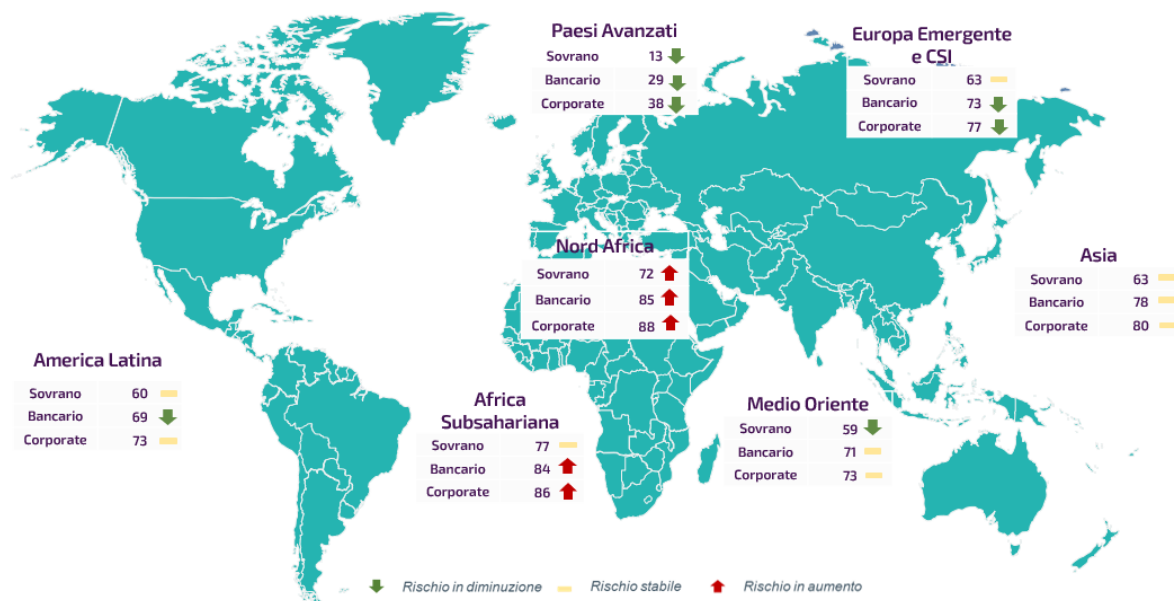 Paesi Avanzati
Sovrano 13
Bancario 29
Corporate 38
Europa Emergente
e CSI
Sovrano 63
Bancario 73
Corporate 77
Nord Africa
Sovrano 72
Bancario 85
Corporate 88
Asia
Sovrano 63
Bancario 78
Corporate 80
America Latina
Sovrano 60
Bancario 69
Corporate 73
Africa
Subsahariana
Sovrano 77
Bancario 84
Corporate 86
Medio Oriente
Sovrano 59
Bancario 71
Corporate 73
Rischio in diminuzione Rischio stabile Rischio in aumento